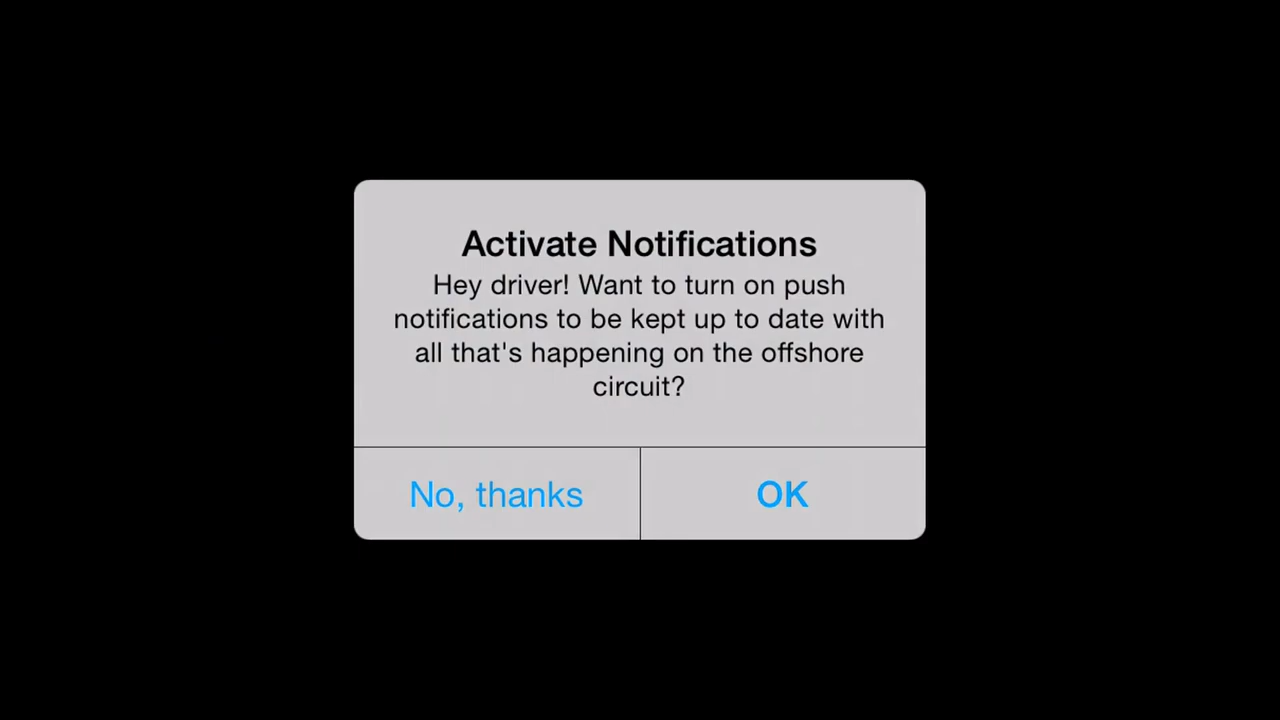 Activate Notifications
Hey driver! Want to turn on push
notifications to be kept up to date with
all that's happening on the offshore
circuit?
No, thanks
OK